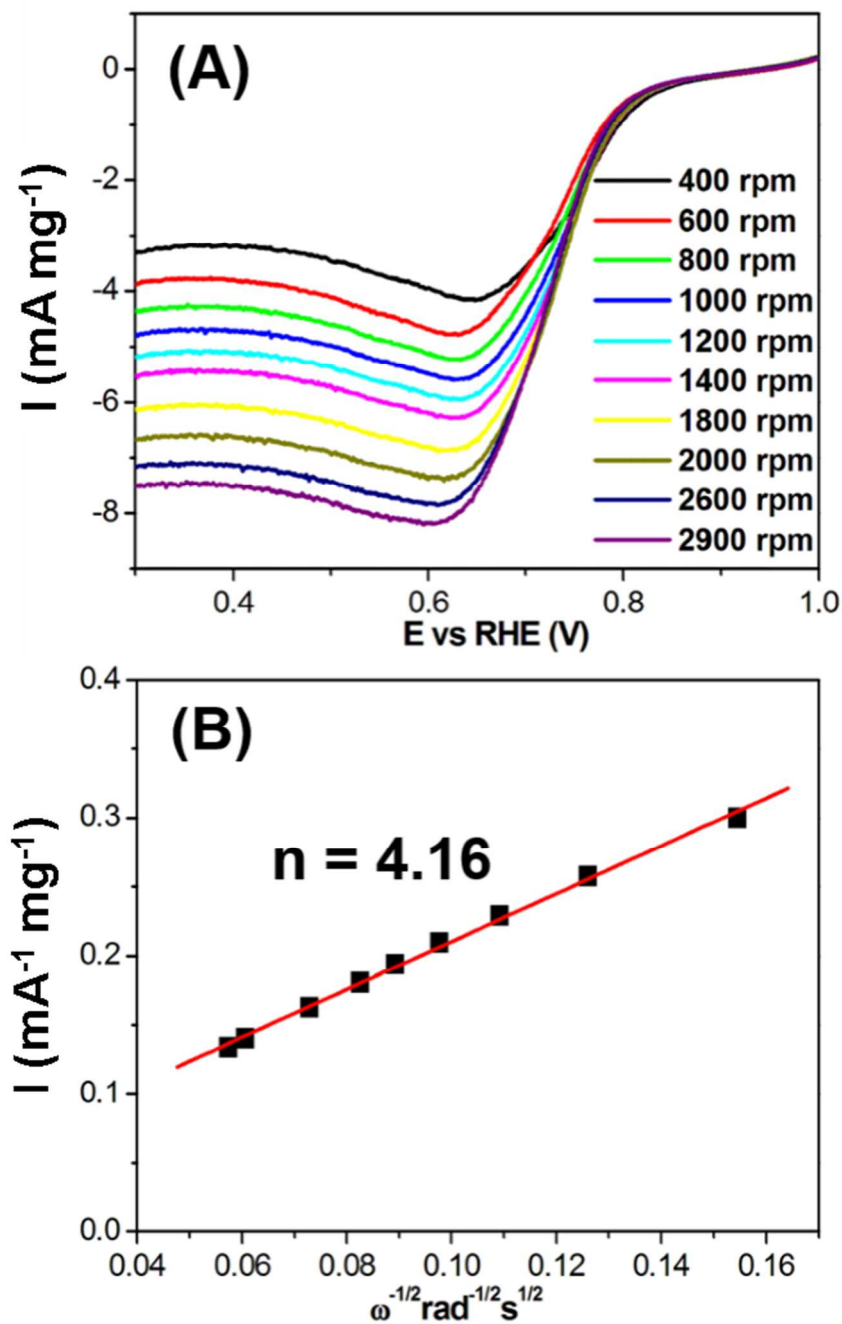 (A)
0
-2
-4
-6
-8
I (mA mg⁻¹)
400 rpm
600 rpm
800 rpm
1000 rpm
1200 rpm
1400 rpm
1800 rpm
2000 rpm
2600 rpm
2900 rpm
0.4 0.6 0.8 1.0
E vs RHE (V)
(B)
0.4
0.3
0.2
0.1
0.0
I (mA⁻¹ mg⁻¹)
n = 4.16
0.04 0.06 0.08 0.10 0.12 0.14 0.16
ω⁻¹/²rad⁻¹/²s¹/²